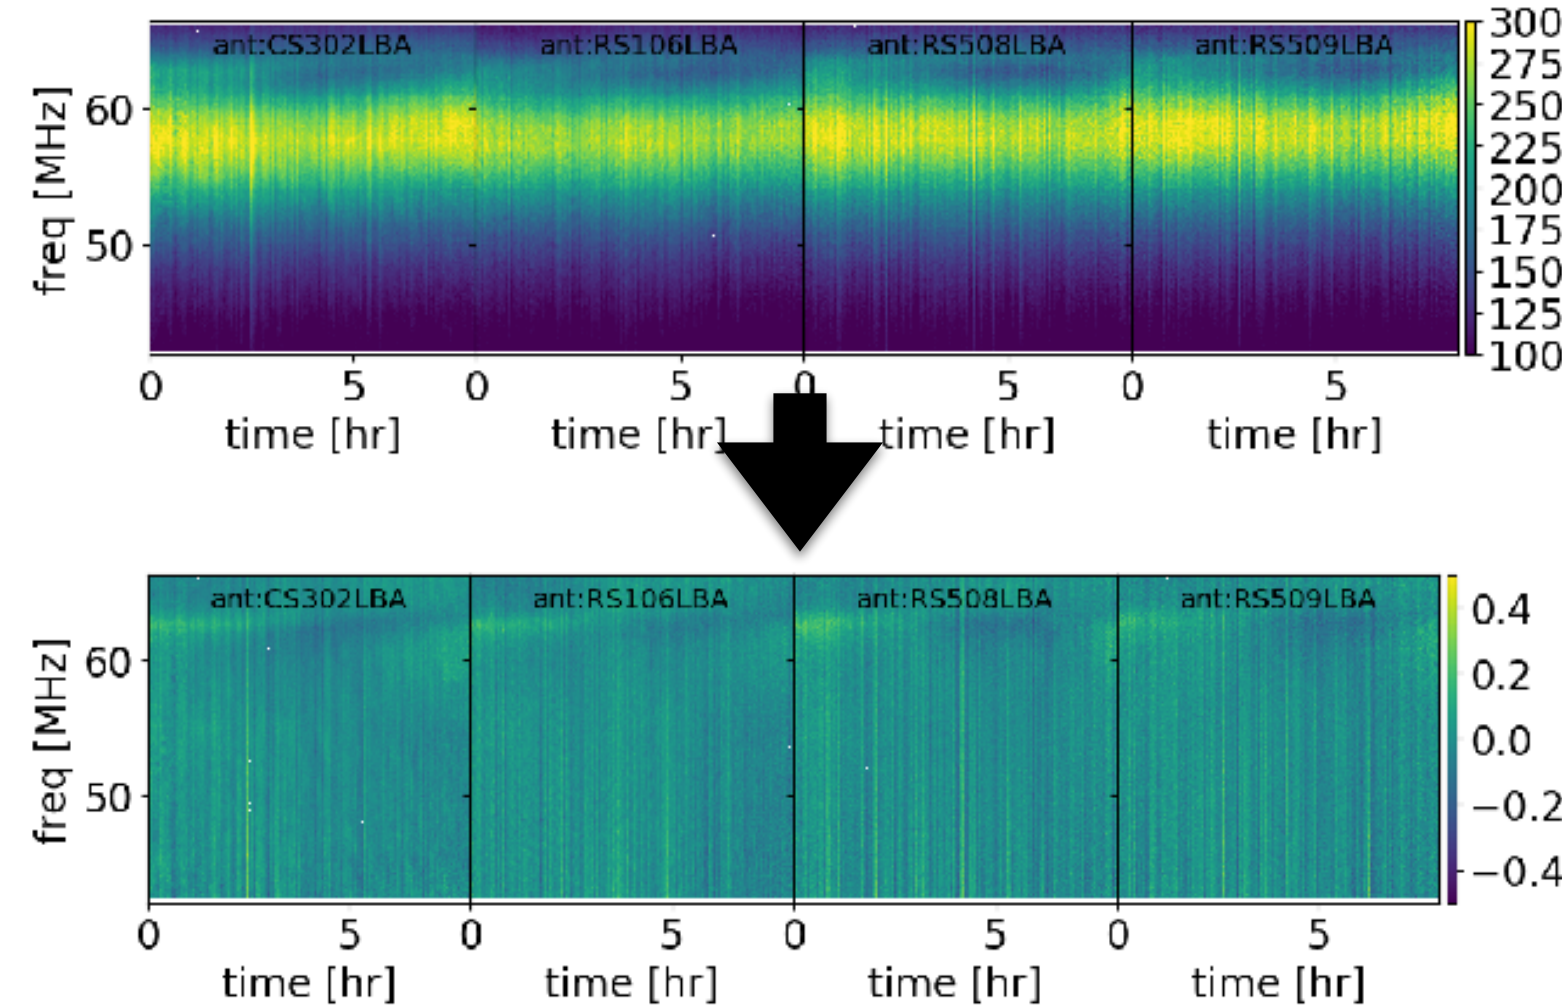 ant:CS302LBA ant:RS106LBA ant:RS508LBA ant:RS509LBA
300
275
250
225
200
175
150
125
100
freq [MHz]
60
50
0 5 0 5 0 5 0 5
time [hr] time [hr] time [hr] time [hr]
ant:CS302LBA ant:RS106LBA ant:RS508LBA ant:RS509LBA
0.4
0.2
0.0
−0.2
−0.4
freq [MHz]
60
50
0 5 0 5 0 5 0 5
time [hr] time [hr] time [hr] time [hr]